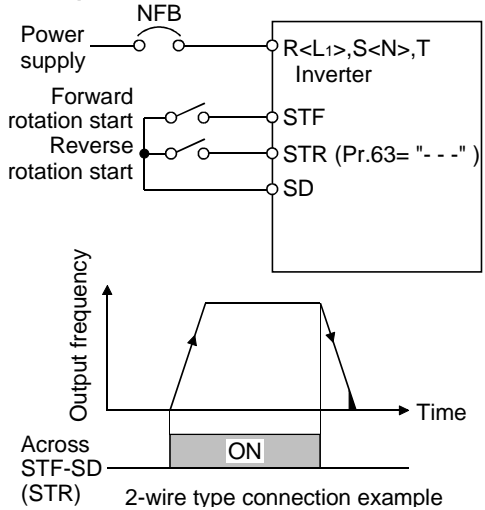 NFB
Power
supply
R<L1>,S<N>,T
Inverter
Forward
rotation start
STF
Reverse
rotation start
STR (Pr.63= "- - -" )
SD
Output frequency
Time
Across
STF-SD
(STR)
ON
2-wire type connection example